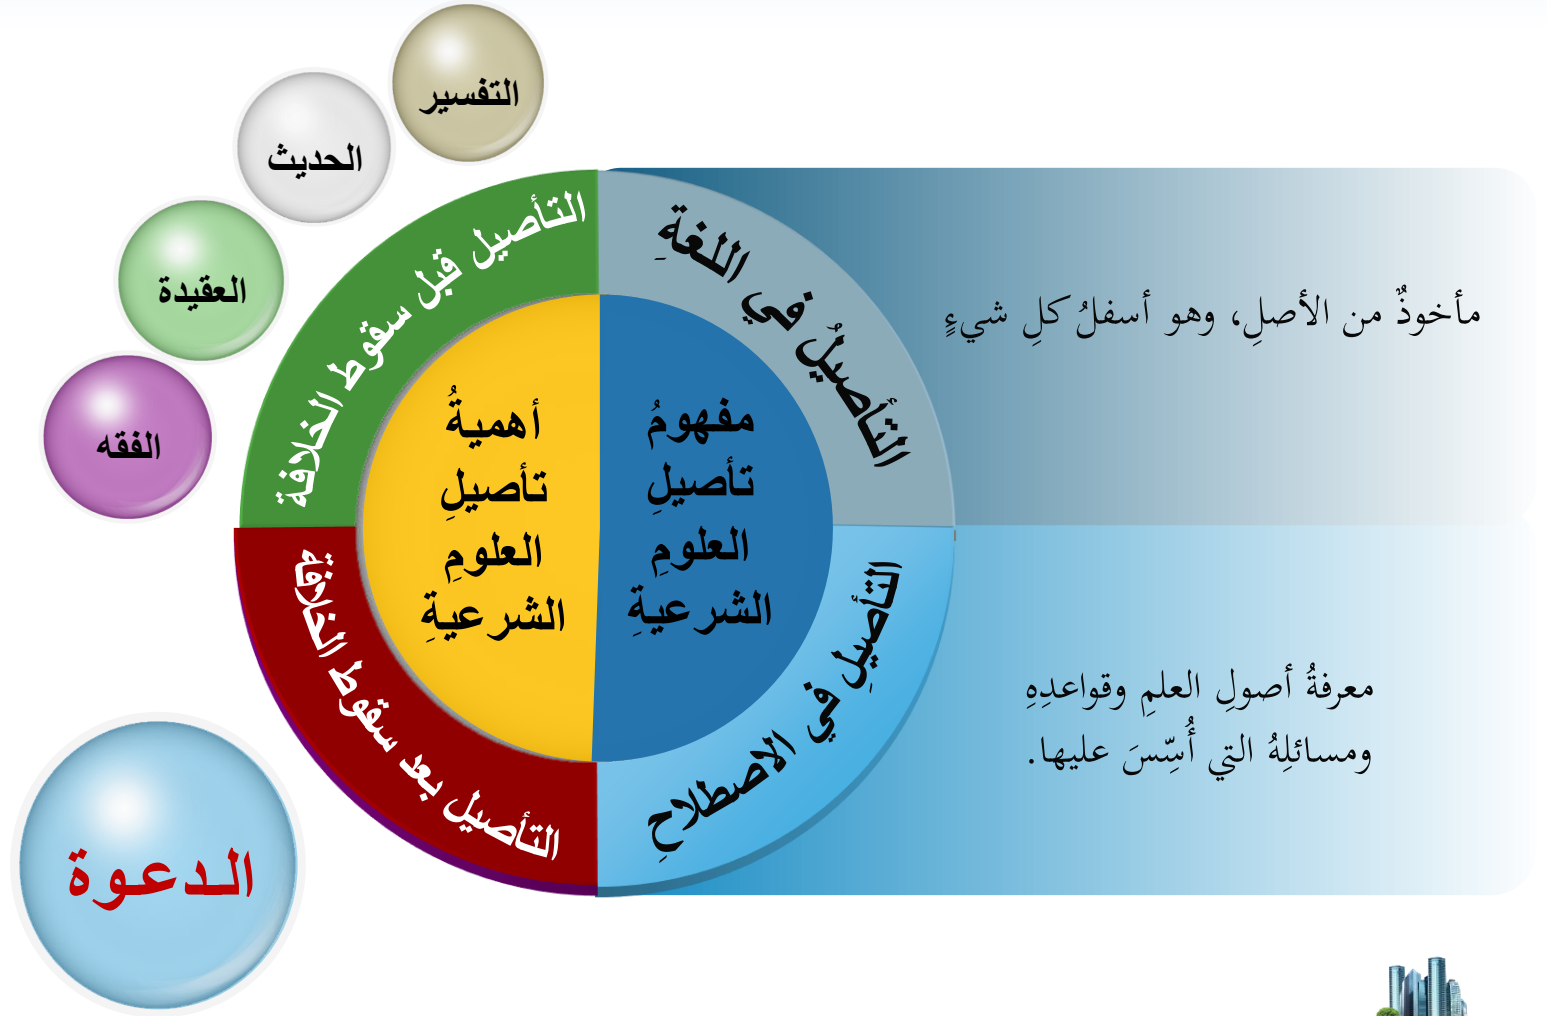 مفهومُ
تأصيلِ
العلومِ
الشرعيةِ
التأصيلُ في اللغةِ
مأخوذٌ من الأصلِ، وهو أسفلُ كلِ شيءٍ
التأصيلِ في الاصطلاحِ
معرفةُ أصولِ العلمِ وقواعدِهِ
ومسائلِهُ التي أُسِّسَ عليها.
أهميةُ
تأصيلِ
العلومِ
الشرعيةِ
التأصيل قبل سقوط الخلافة
التفسير
الحديث
العقيدة
الفقه
التأصيل بعد سقوط الخلافة
الدعوة